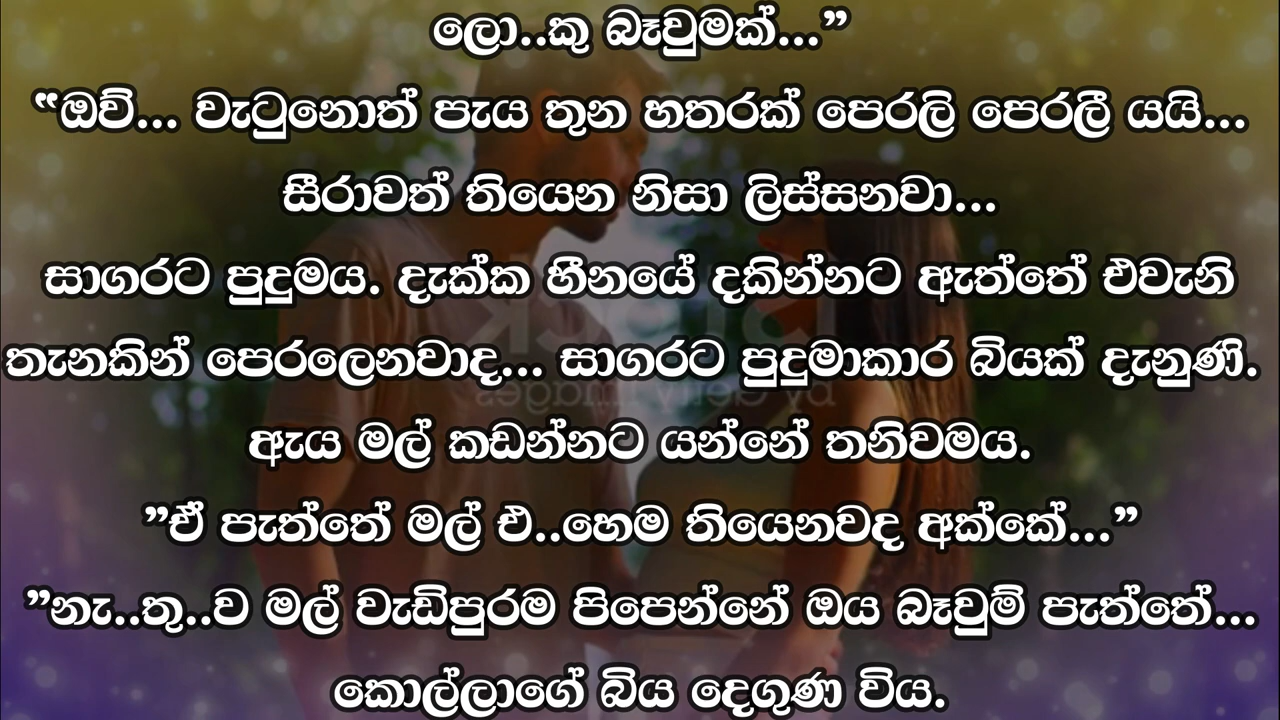 ලො..කු බෑවුමක්...”
“ඔව්... වැටුනොත් පැය තුන හතරක් පෙරලි පෙරලී යයි...
සීරාවත් තියෙන නිසා ලිස්සනවා...
සාගරට පුදුමය. දැක්ක හීනයේ දකින්නට ඇත්තේ එවැනි
තැනකින් පෙරලෙනවාද... සාගරට පුදුමාකාර බියක් දැනුණි.
ඇය මල් කඩන්නට යන්නේ තනිවමය.
”ඒ පැත්තේ මල් එ..හෙම තියෙනවද අක්කේ...”
”නැ..තු..ව මල් වැඩිපුරම පිපෙන්නේ ඔය බෑවුම් පැත්තේ...
කොල්ලාගේ බිය දෙගුණ විය.